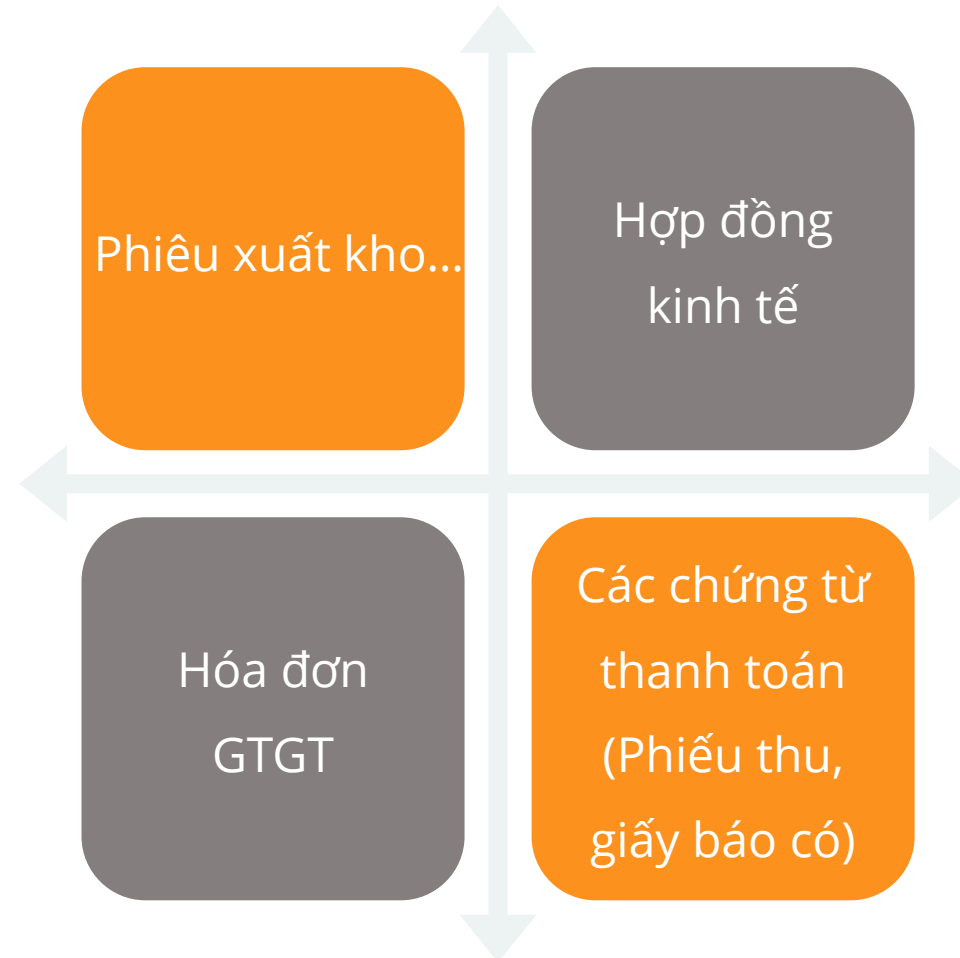 Phiêu xuất kho...
Hợp đồng
kinh tế
Hóa đơn
GTGT
Các chứng từ
thanh toán
(Phiếu thu,
giấy báo có)